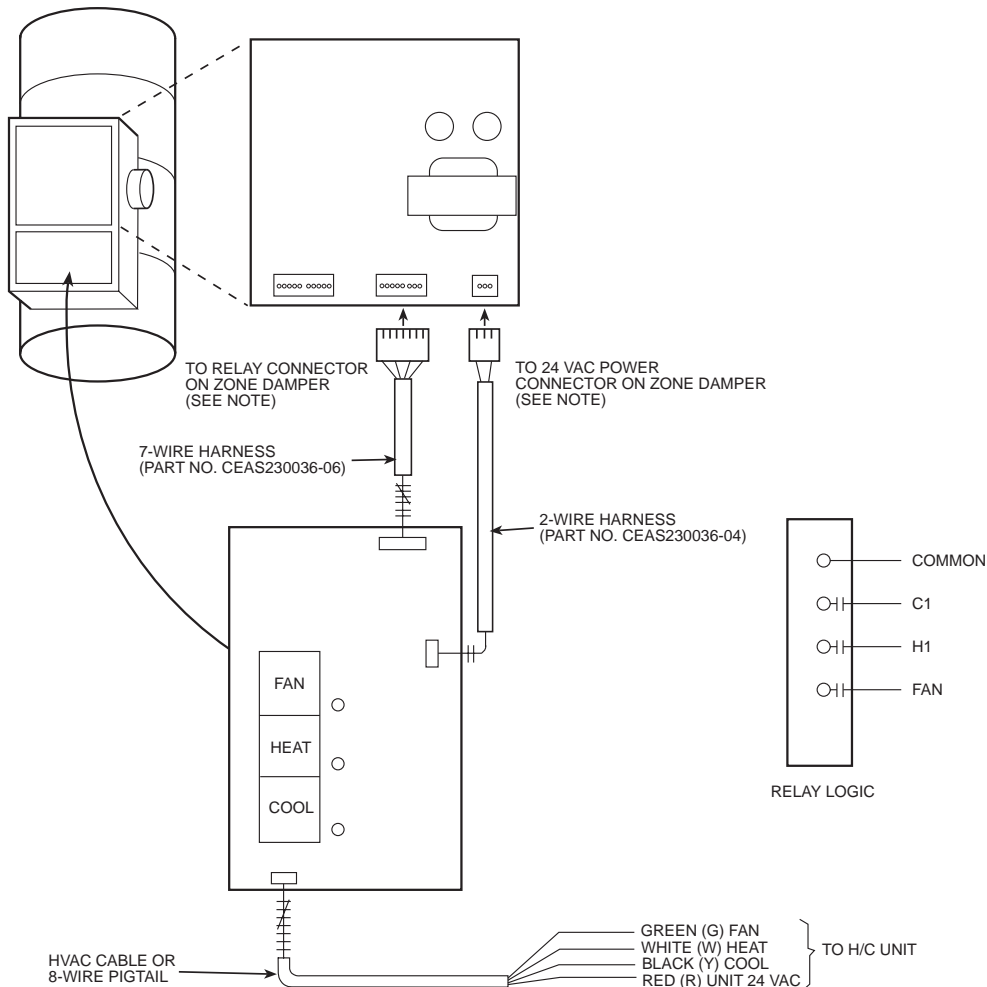 TO RELAY CONNECTOR
ON ZONE DAMPER
(SEE NOTE)
TO 24 VAC POWER
CONNECTOR ON ZONE DAMPER
(SEE NOTE)
7-WIRE HARNESS
(PART NO. CEAS230036-06)
2-WIRE HARNESS
(PART NO. CEAS230036-04)
COMMON
C1
H1
FAN
RELAY LOGIC
FAN
HEAT
COOL
HVAC CABLE OR
8-WIRE PIGTAIL
GREEN (G) FAN
WHITE (W) HEAT
BLACK (Y) COOL
RED (R) UNIT 24 VAC
TO H/C UNIT